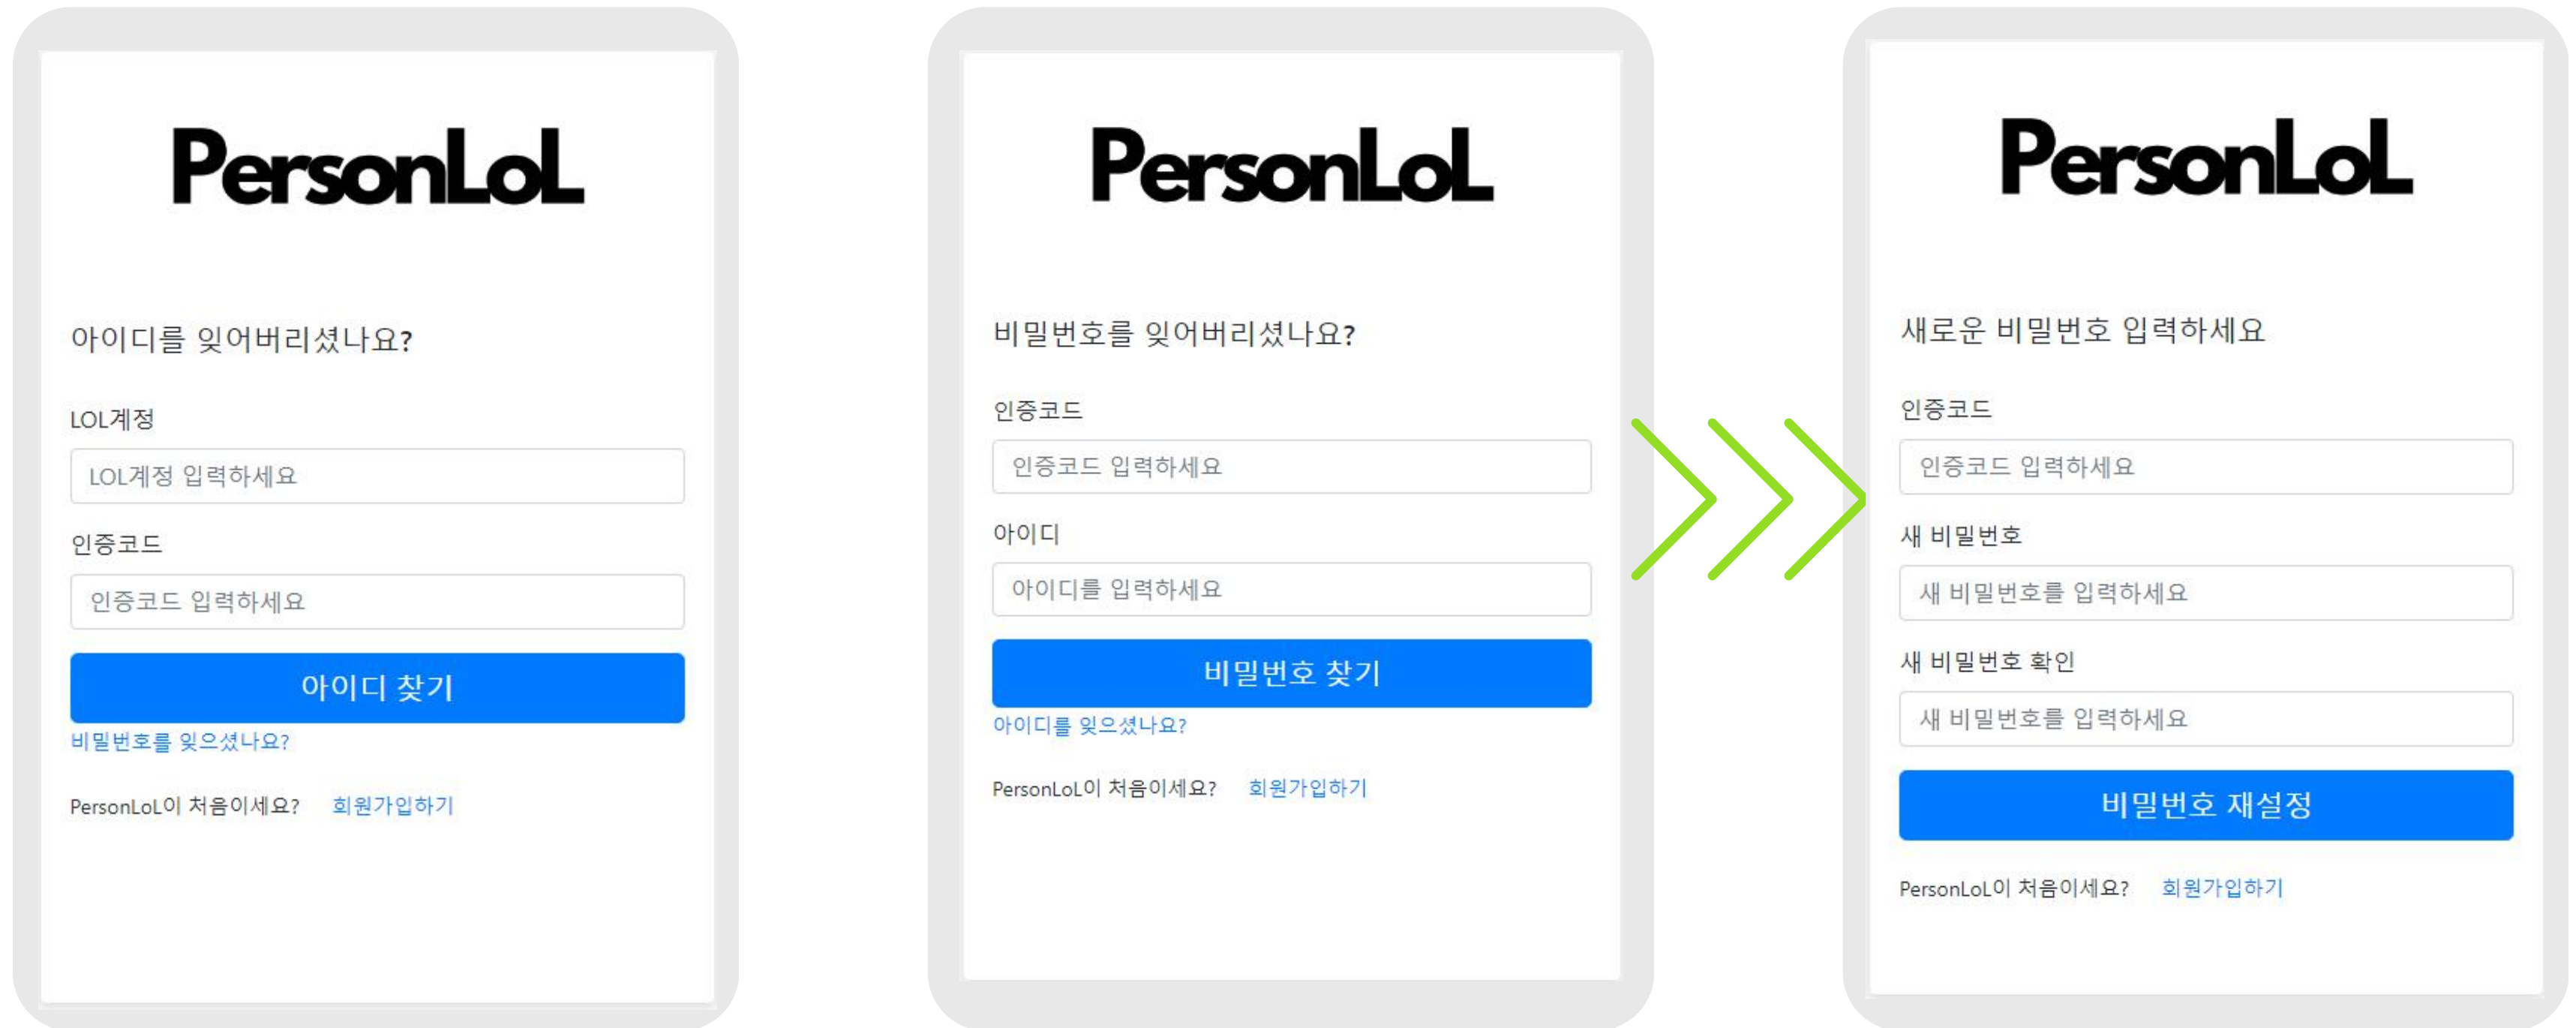 PersonLoL
아이디를 잊어버리셨나요?
LOL계정
LOL계정 입력하세요
인증코드
인증코드 입력하세요
아이디 찾기
비밀번호를 잊으셨나요?
PersonLoL이 처음이세요? 회원가입하기
PersonLoL
비밀번호를 잊어버리셨나요?
인증코드
인증코드 입력하세요
아이디
아이디를 입력하세요
비밀번호 찾기
아이디를 잊으셨나요?
PersonLoL이 처음이세요? 회원가입하기
PersonLoL
새로운 비밀번호 입력하세요
인증코드
인증코드 입력하세요
새 비밀번호
새 비밀번호를 입력하세요
새 비밀번호 확인
새 비밀번호를 입력하세요
비밀번호 재설정
PersonLoL이 처음이세요? 회원가입하기